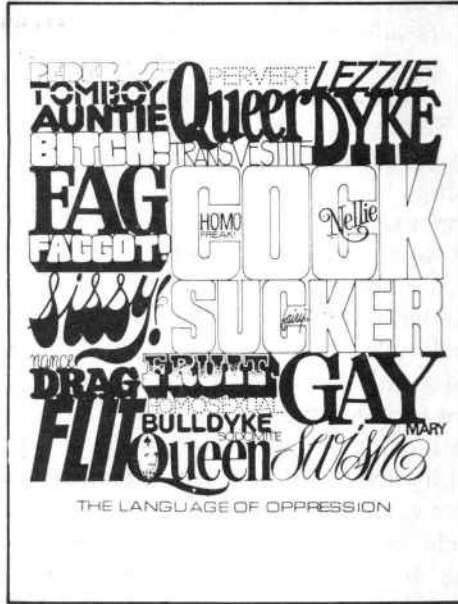 PEDERAST
PERVERT
LEZZIE
TOMBOY
Queer
DYKE
AUNTIE
BITCH!
TRANSVESTITE
FAG
COCK
HOMO
FREAK!
Nellie
FAGGOT!
SUCKER
fairy!
sissy!
nance
DRAG
FRUIT
GAY
HOMOSEXUAL
FLIT
BULLDYKE
SODOMITE
MARY
Queen
Swish
THE LANGUAGE OF OPPRESSION